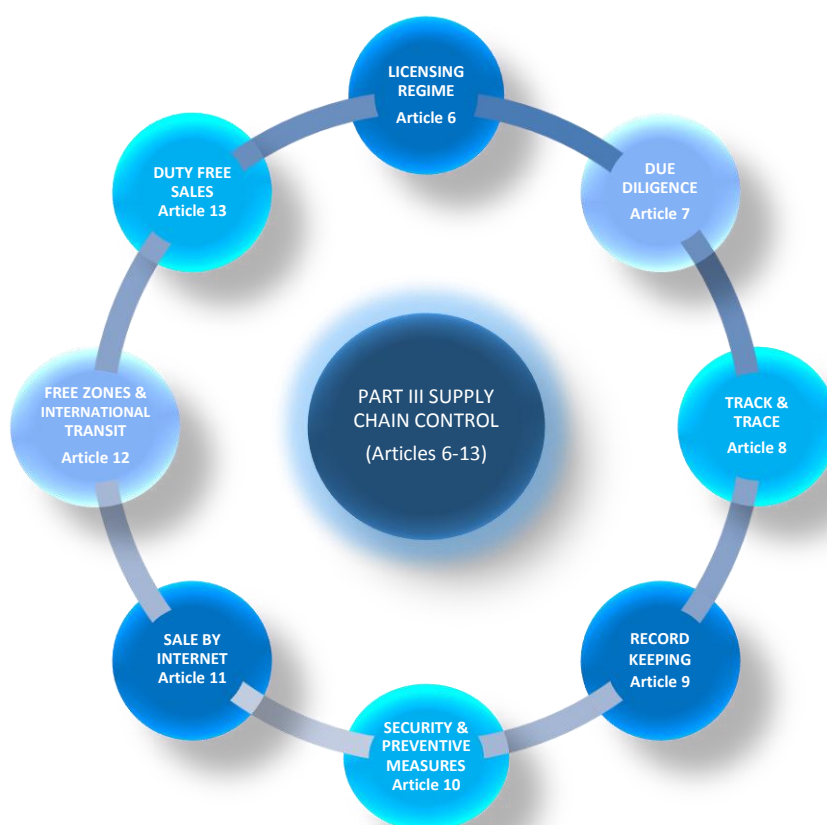 LICENSING
REGIME
Article 6
DUE
DILIGENCE
Article 7
TRACK &
TRACE
Article 8
RECORD
KEEPING
Article 9
SECURITY &
PREVENTIVE
MEASURES
Article 10
SALE BY
INTERNET
Article 11
FREE ZONES &
INTERNATIONAL
TRANSIT
Article 12
DUTY FREE
SALES
Article 13
PART III SUPPLY
CHAIN CONTROL
(Articles 6-13)